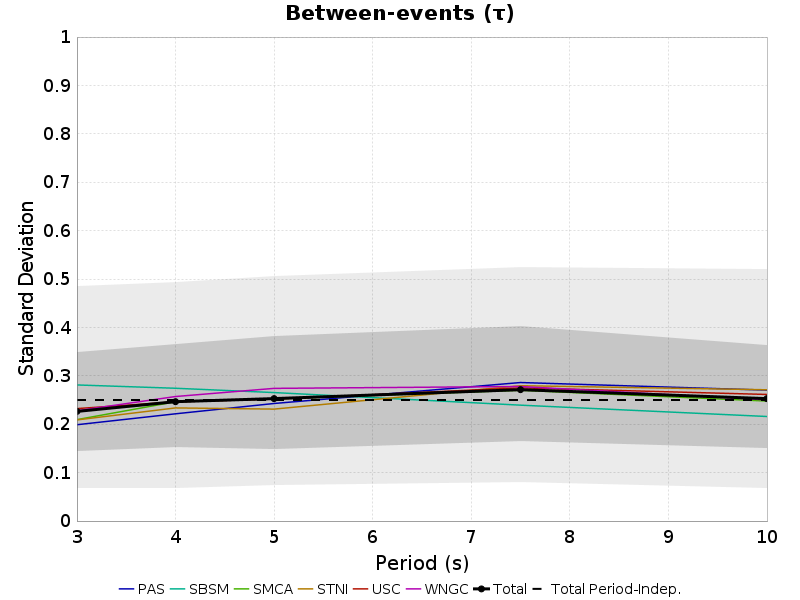 Between-events (τ)
1
0.9
0.8
0.7
0.6
0.5
0.4
0.3
0.2
0.1
0
Standard Deviation
3 4 5 6 7 8 9 10
Period (s)
PAS SBSM SMCA STNI USC WNGC Total Total Period-Indep.